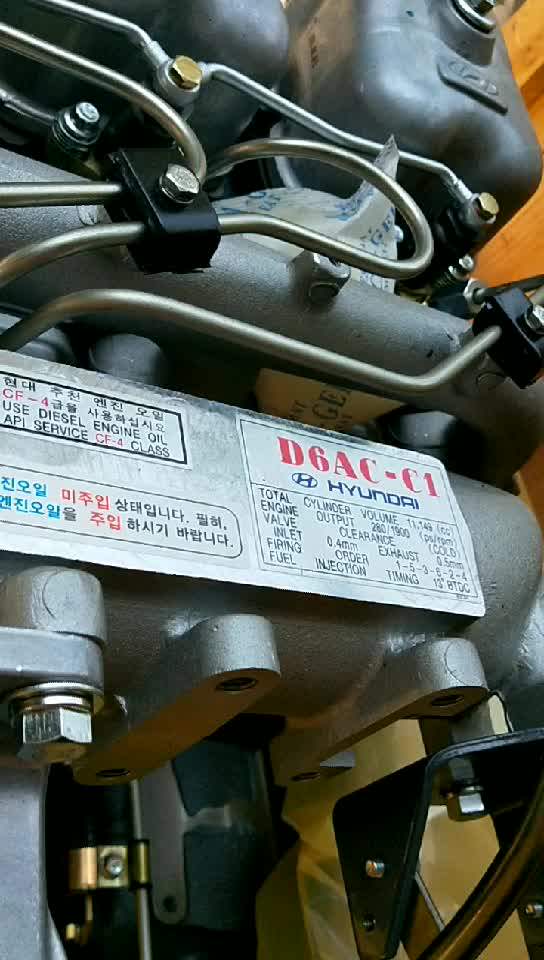 현대 추천 엔진 오일
CF-4급을 사용하십시요
USE DIESEL ENGINE OIL
API SERVICE CF-4 CLASS
진오일 미주입 상태입니다. 필히,
엔진오일을 주입 하시기 바랍니다.
D6AC-C1
HYUNDAI
TOTAL CYLINDER VOLUME 11,149 (cc)
ENGINE OUTPUT 280/1900 (ps/rpm)
VALVE CLEARANCE (COLD)
INLET 0.4mm EXHAUST 0.5mm
FIRING ORDER 1-5-3-6-2-4
FUEL INJECTION TIMING 13° BTDC